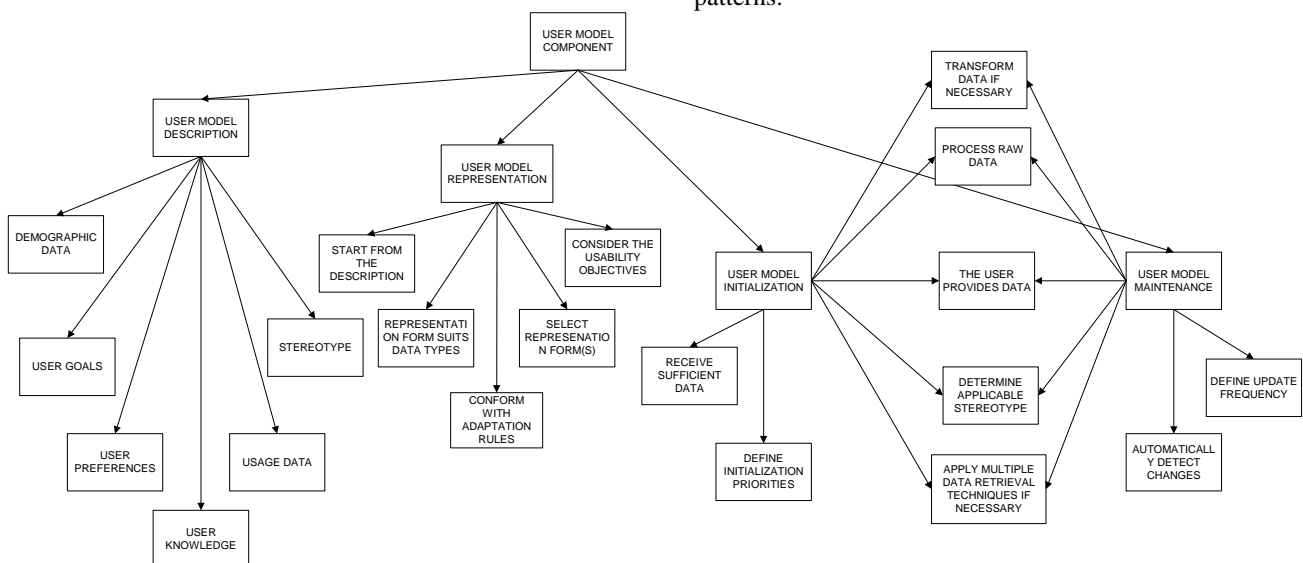 patterns.
USER MODEL
COMPONENT
TRANSFORM
DATA IF
NECESSARY
USER MODEL
DESCRIPTION
PROCESS RAW
DATA
USER MODEL
REPRESENTATION
DEMOGRAPHIC
DATA
START FROM
THE
DESCRIPTION
CONSIDER THE
USABILITY
OBJECTIVES
USER MODEL
INITIALIZATION
THE USER
PROVIDES DATA
USER MODEL
MAINTENANCE
USER GOALS
STEREOTYPE
REPRESENTATI
ON FORM SUITS
DATA TYPES
SELECT
REPRESENATIO
N FORM(S)
RECEIVE
SUFFICIENT
DATA
DETERMINE
APPLICABLE
STEREOTYPE
DEFINE UPDATE
FREQUENCY
CONFORM
WITH
ADAPTATION
RULES
USER
PREFERENCES
USAGE DATA
DEFINE
INITIALIZATION
PRIORITIES
APPLY MULTIPLE
DATA RETRIEVAL
TECHNIQUES IF
NECESSARY
AUTOMATICALL
Y DETECT
CHANGES
USER
KNOWLEDGE